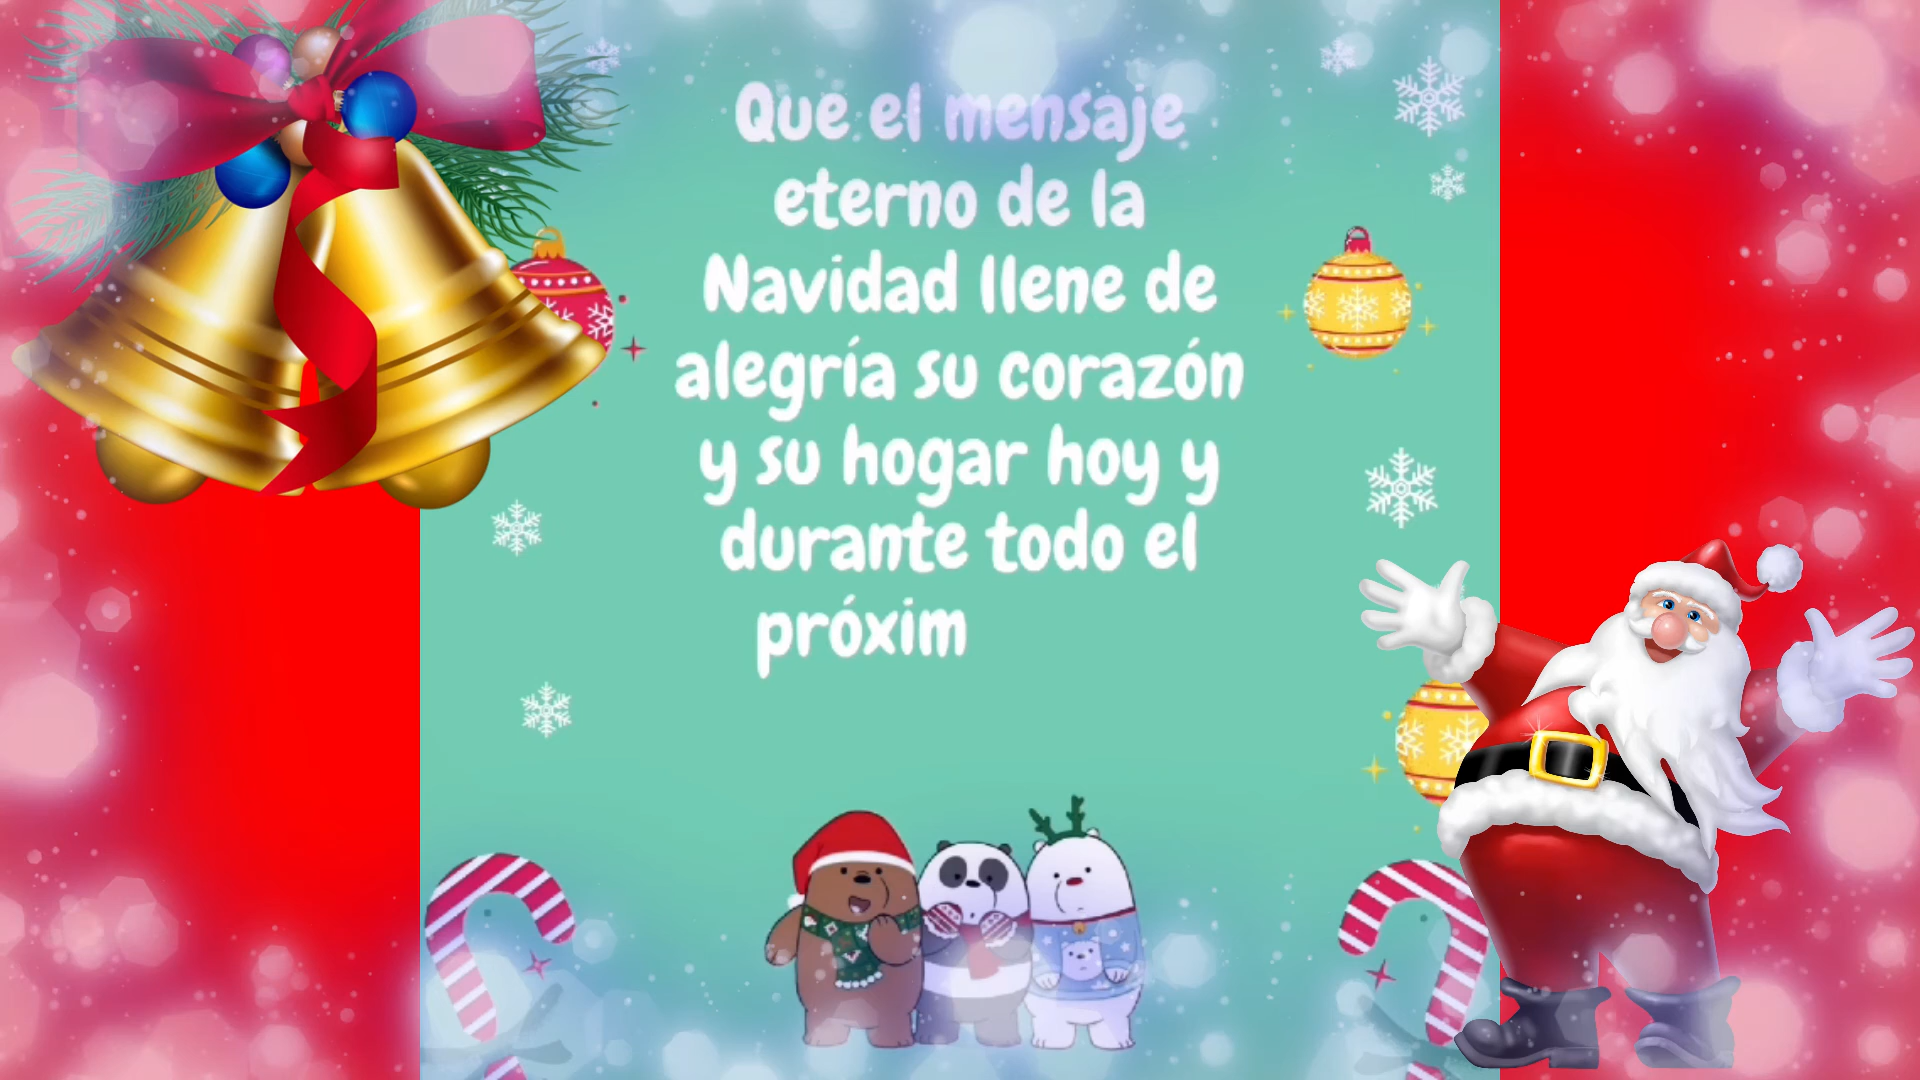 Que el mensaje
eterno de la
Navidad llene de
alegría su corazón
y su hogar hoy y
durante todo el
próxim